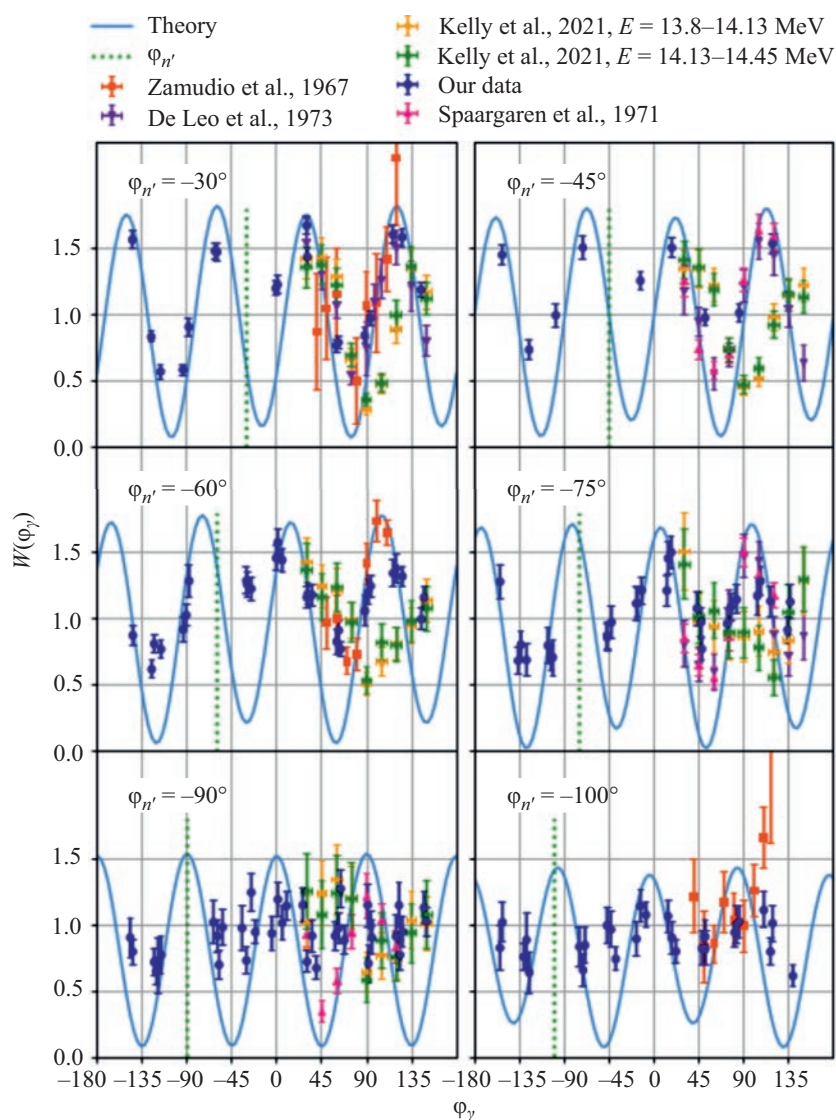 Theory
φn′
Zamudio et al., 1967
De Leo et al., 1973
Kelly et al., 2021, E = 13.8–14.13 MeV
Kelly et al., 2021, E = 14.13–14.45 MeV
Our data
Spaargaren et al., 1971
W(φγ)
φn′ = –30°
φn′ = –45°
1.5
1.0
0.5
0.0
φn′ = –60°
φn′ = –75°
1.5
1.0
0.5
0.0
φn′ = –90°
φn′ = –100°
1.5
1.0
0.5
0.0
–180 –135 –90 –45 0 45 90 135 –180 –135 –90 –45 0 45 90 135
φγ